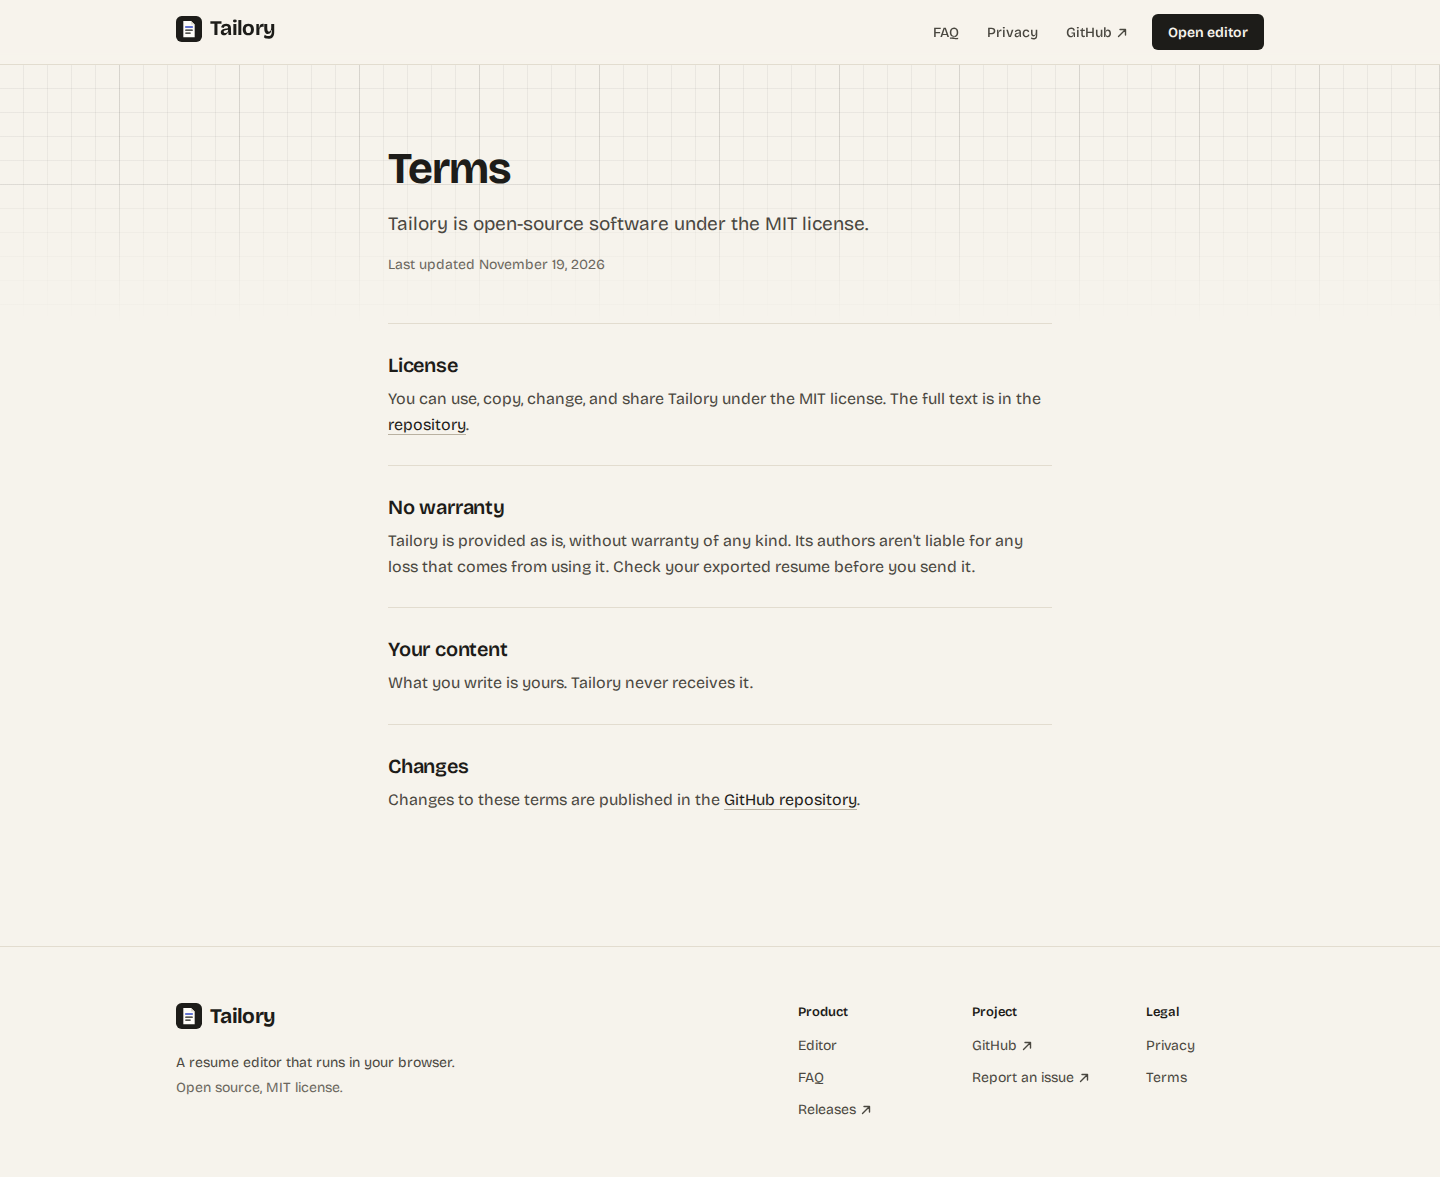 Tailory
FAQ
Privacy
GitHub
Open editor
Terms
Tailory is open-source software under the MIT license.
Last updated November 19, 2026
License
You can use, copy, change, and share Tailory under the MIT license. The full text is in the
repository.
No warranty
Tailory is provided as is, without warranty of any kind. Its authors aren't liable for any
loss that comes from using it. Check your exported resume before you send it.
Your content
What you write is yours. Tailory never receives it.
Changes
Changes to these terms are published in the GitHub repository.
Tailory
A resume editor that runs in your browser.
Open source, MIT license.
Product
Editor
FAQ
Releases
Project
GitHub
Report an issue
Legal
Privacy
Terms